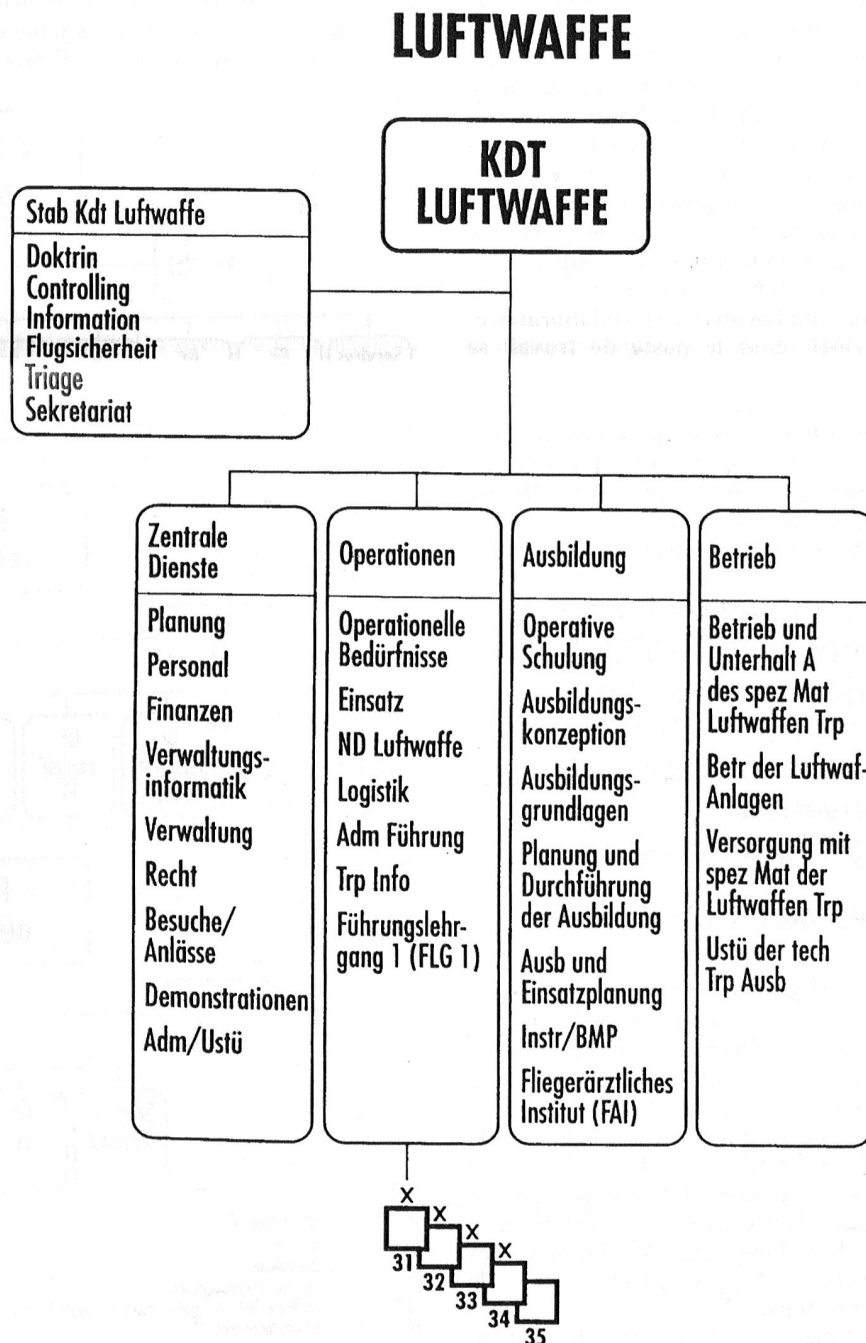 LUFTWAFFE
KDT
LUFTWAFFE
Stab Kdt Luftwaffe
Doktrin
Controlling
Information
Flugsicherheit
Triage
Sekretariat
Zentrale
Dienste
Planung
Personal
Finanzen
Verwaltungs-
informatik
Verwaltung
Recht
Besuche/
Anlässe
Demonstrationen
Adm/Ustü
Operationen
Operationelle
Bedürfnisse
Einsatz
ND Luftwaffe
Logistik
Adm Führung
Trp Info
Führungslehr-
gang 1 (FLG 1)
Ausbildung
Operative
Schulung
Ausbildungs-
konzeption
Ausbildungs-
grundlagen
Planung und
Durchführung
der Ausbildung
Ausb und
Einsatzplanung
Instr/BMP
Fliegerärztliches
Institut (FAI)
Betrieb
Betrieb und
Unterhalt A
des spez Mat
Luftwaffen Trp
Betr der Luftwaf-
Anlagen
Versorgung mit
spez Mat der
Luftwaffen Trp
Ustü der tech
Trp Ausb
x
x
x
x
31
32
33
34
35